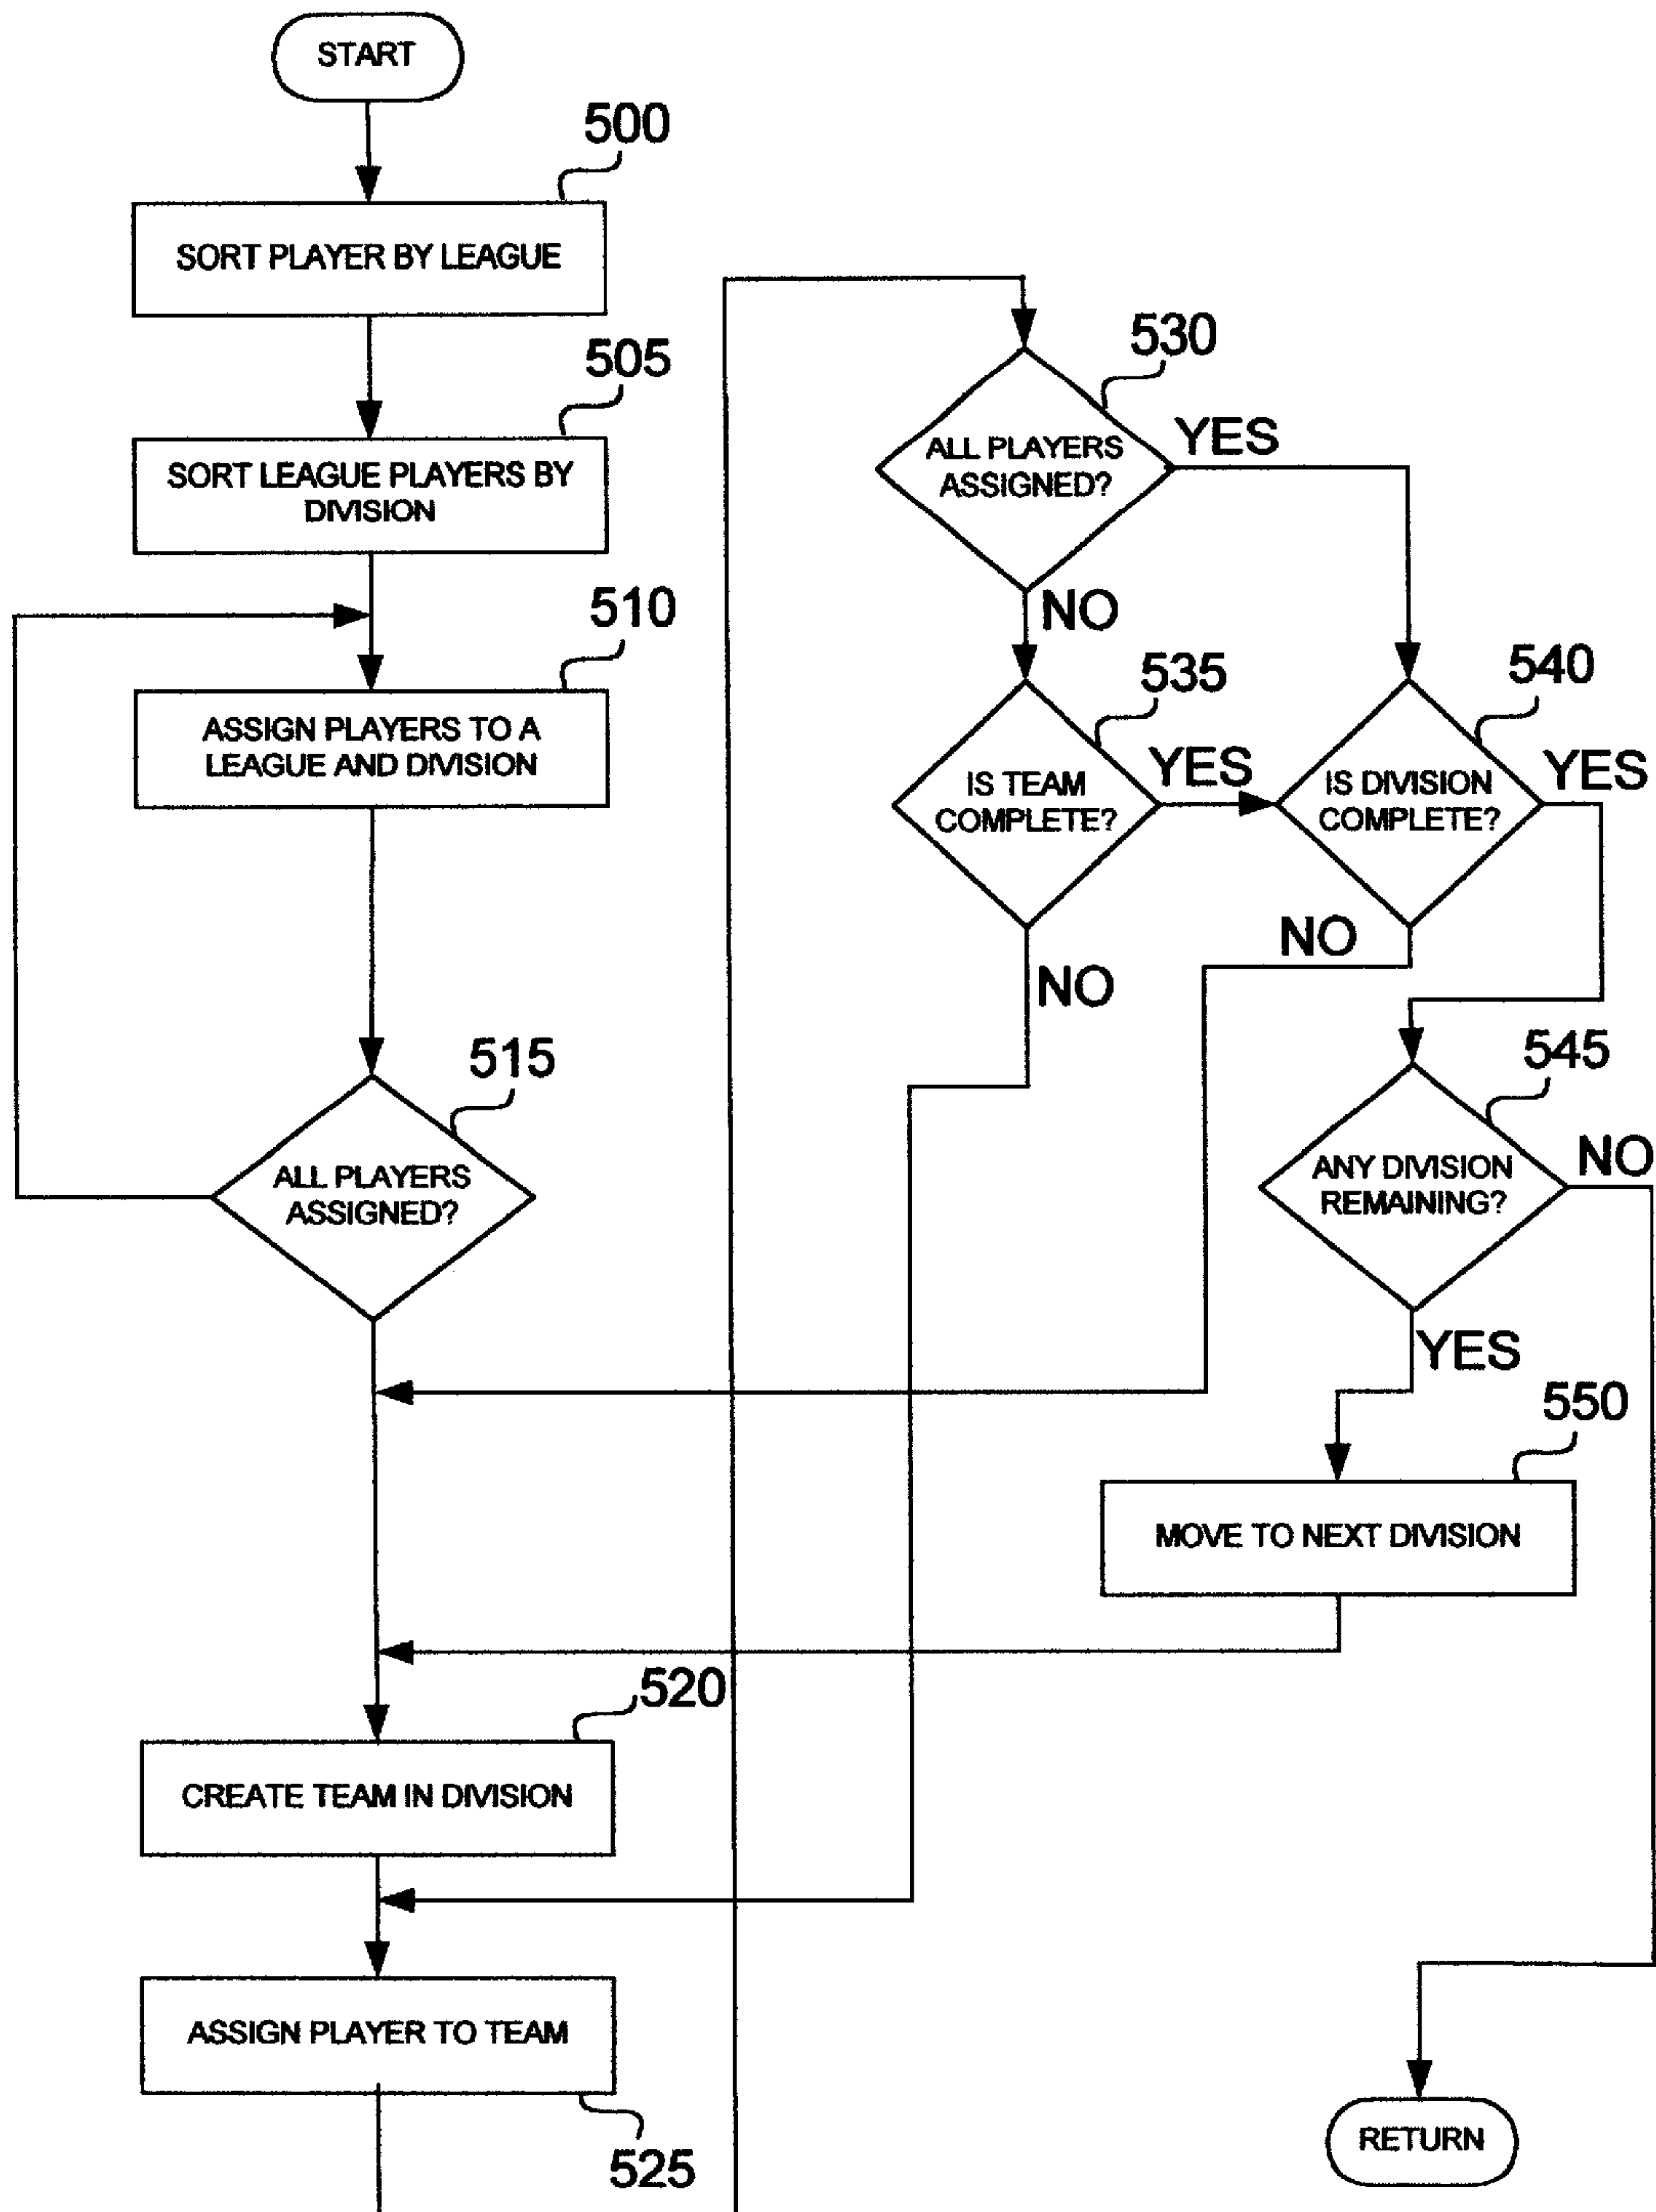 START
500
SORT PLAYER BY LEAGUE
505
SORT LEAGUE PLAYERS BY
DIVISION
510
ASSIGN PLAYERS TO A
LEAGUE AND DIVISION
515
ALL PLAYERS
ASSIGNED?
520
CREATE TEAM IN DIVISION
ASSIGN PLAYER TO TEAM
525
530
ALL PLAYERS
ASSIGNED?
YES
NO
535
IS TEAM
COMPLETE?
YES
NO
540
IS DIVISION
COMPLETE?
YES
NO
545
ANY DIVISION
REMAINING?
NO
YES
550
MOVE TO NEXT DIVISION
RETURN